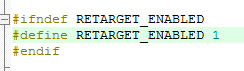 #ifndef RETARGET_ENABLED
#define RETARGET_ENABLED 1
#endif